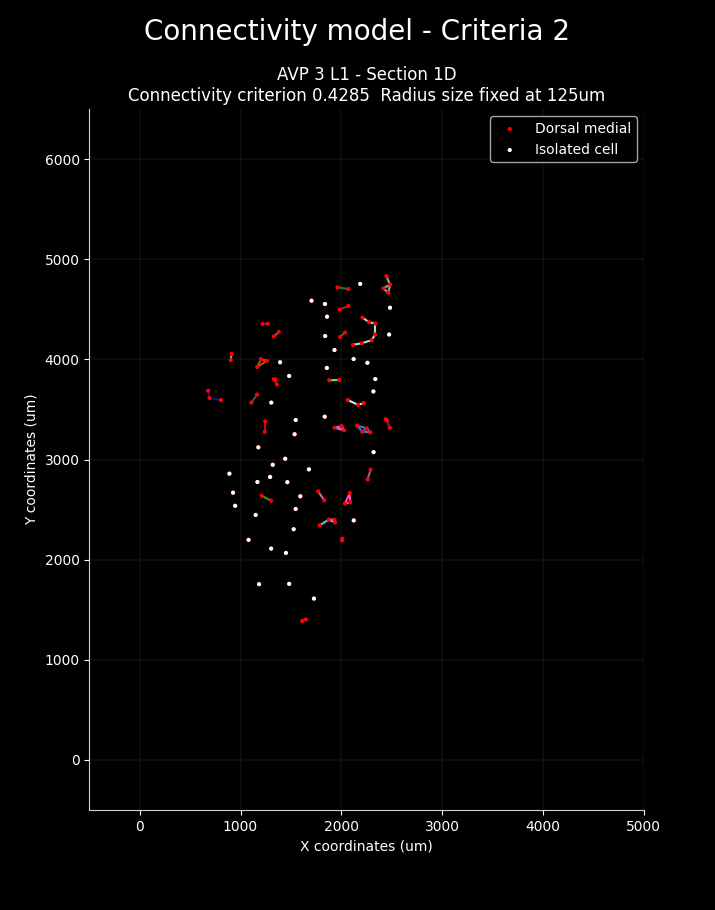 Connectivity model - Criteria 2
AVP 3 L1 - Section 1D
Connectivity criterion 0.4285  Radius size fixed at 125um
Dorsal medial
Isolated cell
6000
5000
4000
3000
2000
1000
0
Y coordinates (um)
0 1000 2000 3000 4000 5000
X coordinates (um)